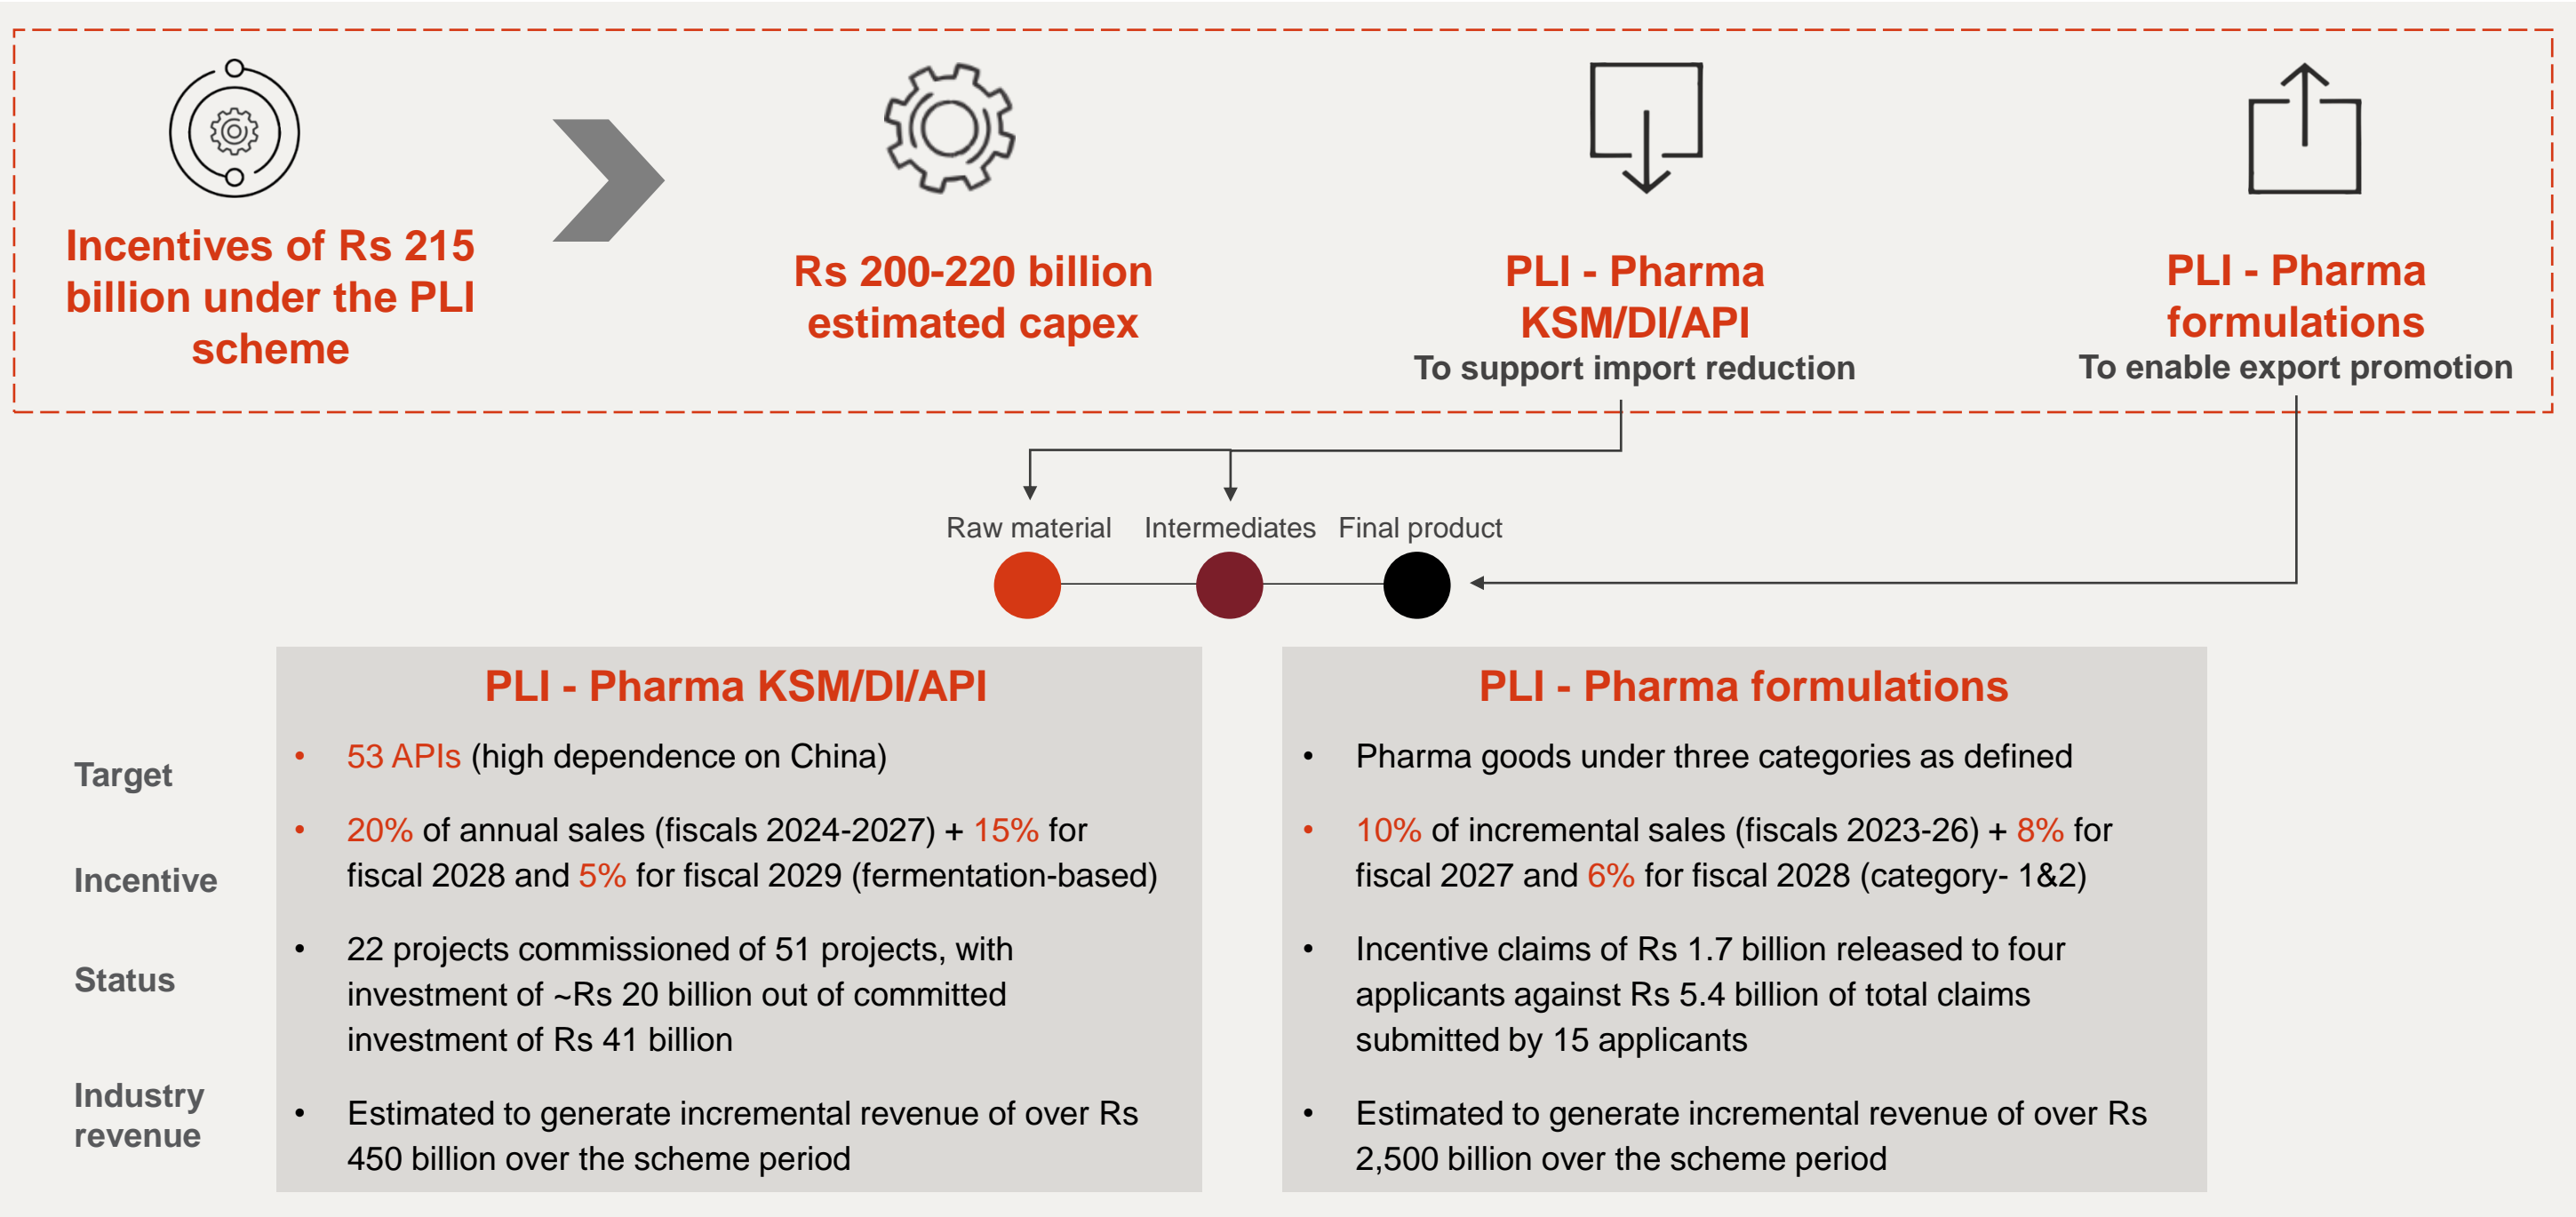 Incentives of Rs 215
billion under the PLI
scheme
Rs 200-220 billion
estimated capex
PLI - Pharma
KSM/DI/API
To support import reduction
PLI - Pharma
formulations
To enable export promotion
Raw material
Intermediates
Final product
PLI - Pharma KSM/DI/API
PLI - Pharma formulations
Target
• 53 APIs (high dependence on China)
• Pharma goods under three categories as defined
Incentive
• 20% of annual sales (fiscals 2024-2027) + 15% for
fiscal 2028 and 5% for fiscal 2029 (fermentation-based)
• 10% of incremental sales (fiscals 2023-26) + 8% for
fiscal 2027 and 6% for fiscal 2028 (category- 1&2)
Status
• 22 projects commissioned of 51 projects, with
investment of ~Rs 20 billion out of committed
investment of Rs 41 billion
• Incentive claims of Rs 1.7 billion released to four
applicants against Rs 5.4 billion of total claims
submitted by 15 applicants
Industry
revenue
• Estimated to generate incremental revenue of over Rs
450 billion over the scheme period
• Estimated to generate incremental revenue of over Rs
2,500 billion over the scheme period